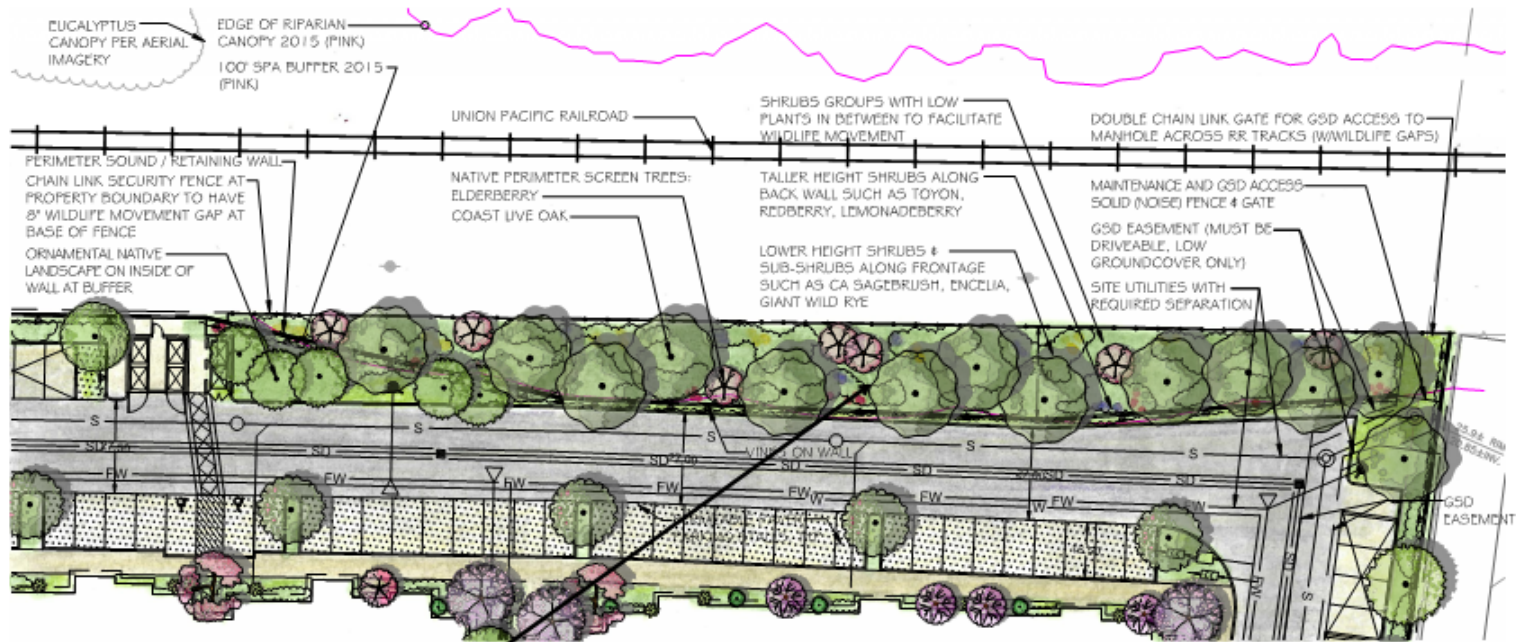 EUCALYPTUS
CANOPY PER AERIAL
IMAGERY
EDGE OF RIPARIAN
CANOPY 2015 (PINK)
100' SPA BUFFER 2015
(PINK)
UNION PACIFIC RAILROAD
SHRUBS GROUPS WITH LOW
PLANTS IN BETWEEN TO FACILITATE
WILDLIFE MOVEMENT
DOUBLE CHAIN LINK GATE FOR GSD ACCESS TO
MANHOLE ACROSS RR TRACKS (W/WILDLIFE GAPS)
PERIMETER SOUND / RETAINING WALL
CHAIN LINK SECURITY FENCE AT
PROPERTY BOUNDARY TO HAVE
8" WILDLIFE MOVEMENT GAP AT
BASE OF FENCE
ORNAMENTAL NATIVE
LANDSCAPE ON INSIDE OF
WALL AT BUFFER
NATIVE PERIMETER SCREEN TREES:
ELDERBERRY
COAST LIVE OAK
TALLER HEIGHT SHRUBS ALONG
BACK WALL SUCH AS TOYON,
REDBERRY, LEMONADEBERRY
LOWER HEIGHT SHRUBS &
SUB-SHRUBS ALONG FRONTAGE
SUCH AS CA SAGEBRUSH, ENCELIA,
GIANT WILD RYE
MAINTENANCE AND GSD ACCESS
SOLID (NOISE) FENCE & GATE
GSD EASEMENT (MUST BE
DRIVEABLE, LOW
GROUNDCOVER ONLY)
SITE UTILITIES WITH
REQUIRED SEPARATION
S
S
S
S
S
VINES ON WALL
SD
SD
SD
SD
SD
SD
SD
FW
FW
FW
FW
FW
FW
W
W
GSD
EASEMENT
SD
FW
S